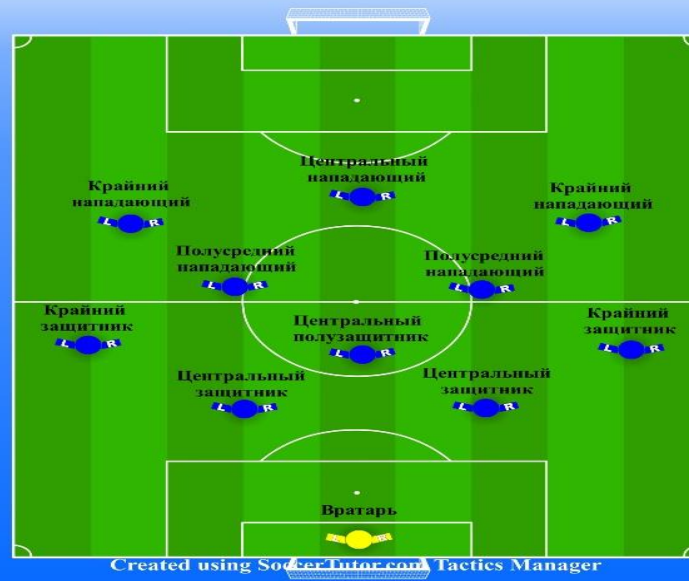 Центральный
нападающий
Крайний
нападающий
Крайний
нападающий
Полусредний
нападающий
Полусредний
нападающий
Крайний
защитник
Центральный
полузащитник
Крайний
защитник
Центральный
защитник
Центральный
защитник
Вратарь
Created using SoccerTutor.com Tactics Manager